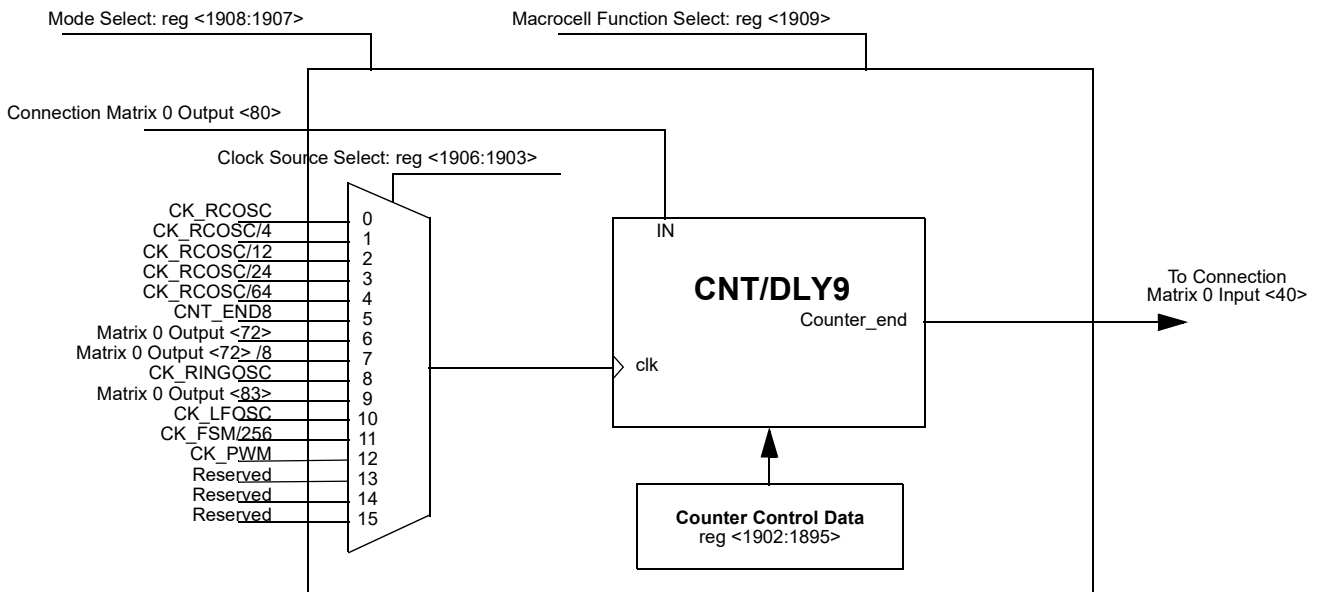 Mode Select: reg <1908:1907>
Macrocell Function Select: reg <1909>
Connection Matrix 0 Output <80>
Clock Source Select: reg <1906:1903>
CK_RCOSC
0
CK_RCOSC/4
1
CK_RCOSC/12
2
CK_RCOSC/24
3
CK_RCOSC/64
4
CNT_END8
5
Matrix 0 Output <72>
6
Matrix 0 Output <72> /8
7
CK_RINGOSC
8
Matrix 0 Output <83>
9
CK_LFOSC
10
CK_FSM/256
11
CK_PWM
12
Reserved
13
Reserved
14
Reserved
15
IN
CNT/DLY9
Counter_end
clk
To Connection
Matrix 0 Input <40>
Counter Control Data
reg <1902:1895>